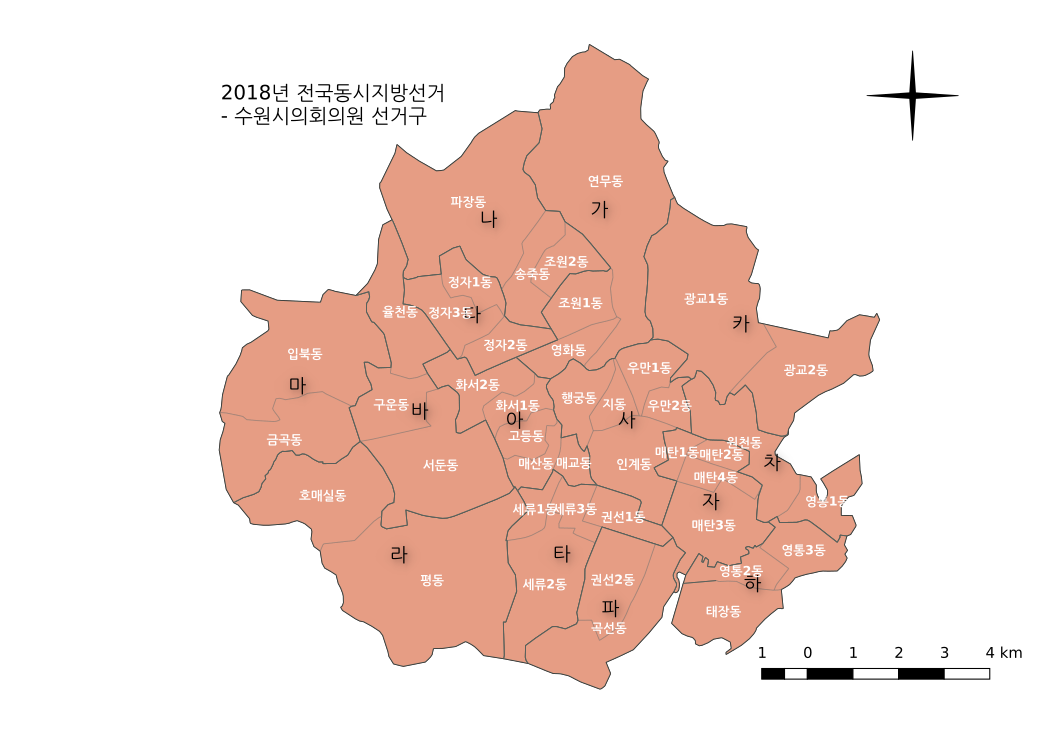 2018년 전국동시지방선거
- 수원시의회의원 선거구
연무동
가
파장동
나
조원2동
송죽동
정자1동
조원1동
광교1동
율천동
정자3동
다
카
정자2동
영화동
입북동
우만1동
광교2동
마
화서2동
행궁동
지동
우만2동
구운동
바
화서1동
아
사
고등동
금곡동
원천동
매탄1동
매탄2동
서둔동
매산동
매교동
인계동
차
매탄4동
호매실동
자
영통1동
세류1동
세류3동
권선1동
매탄3동
라
타
영통3동
평동
세류2동
권선2동
영통2동
하
파
태장동
곡선동
1 0 1 2 3 4 km